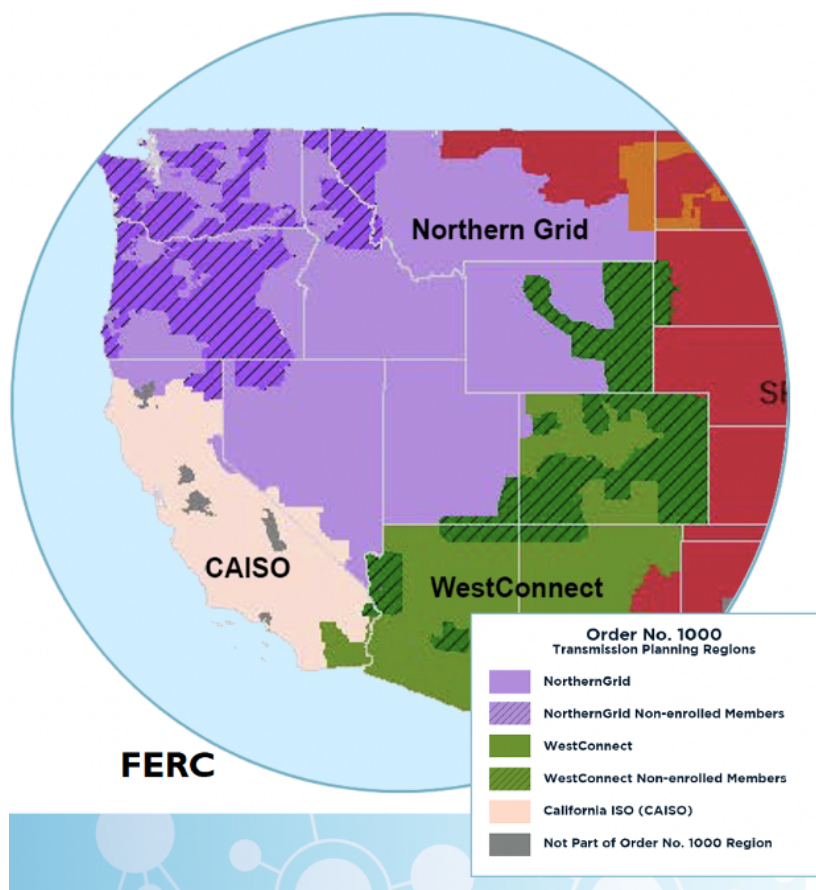 Northern Grid
CAISO
WestConnect
FERC
Order No. 1000
Transmission Planning Regions
NorthernGrid
NorthernGrid Non-enrolled Members
WestConnect
WestConnect Non-enrolled Members
California ISO (CAISO)
Not Part of Order No. 1000 Region